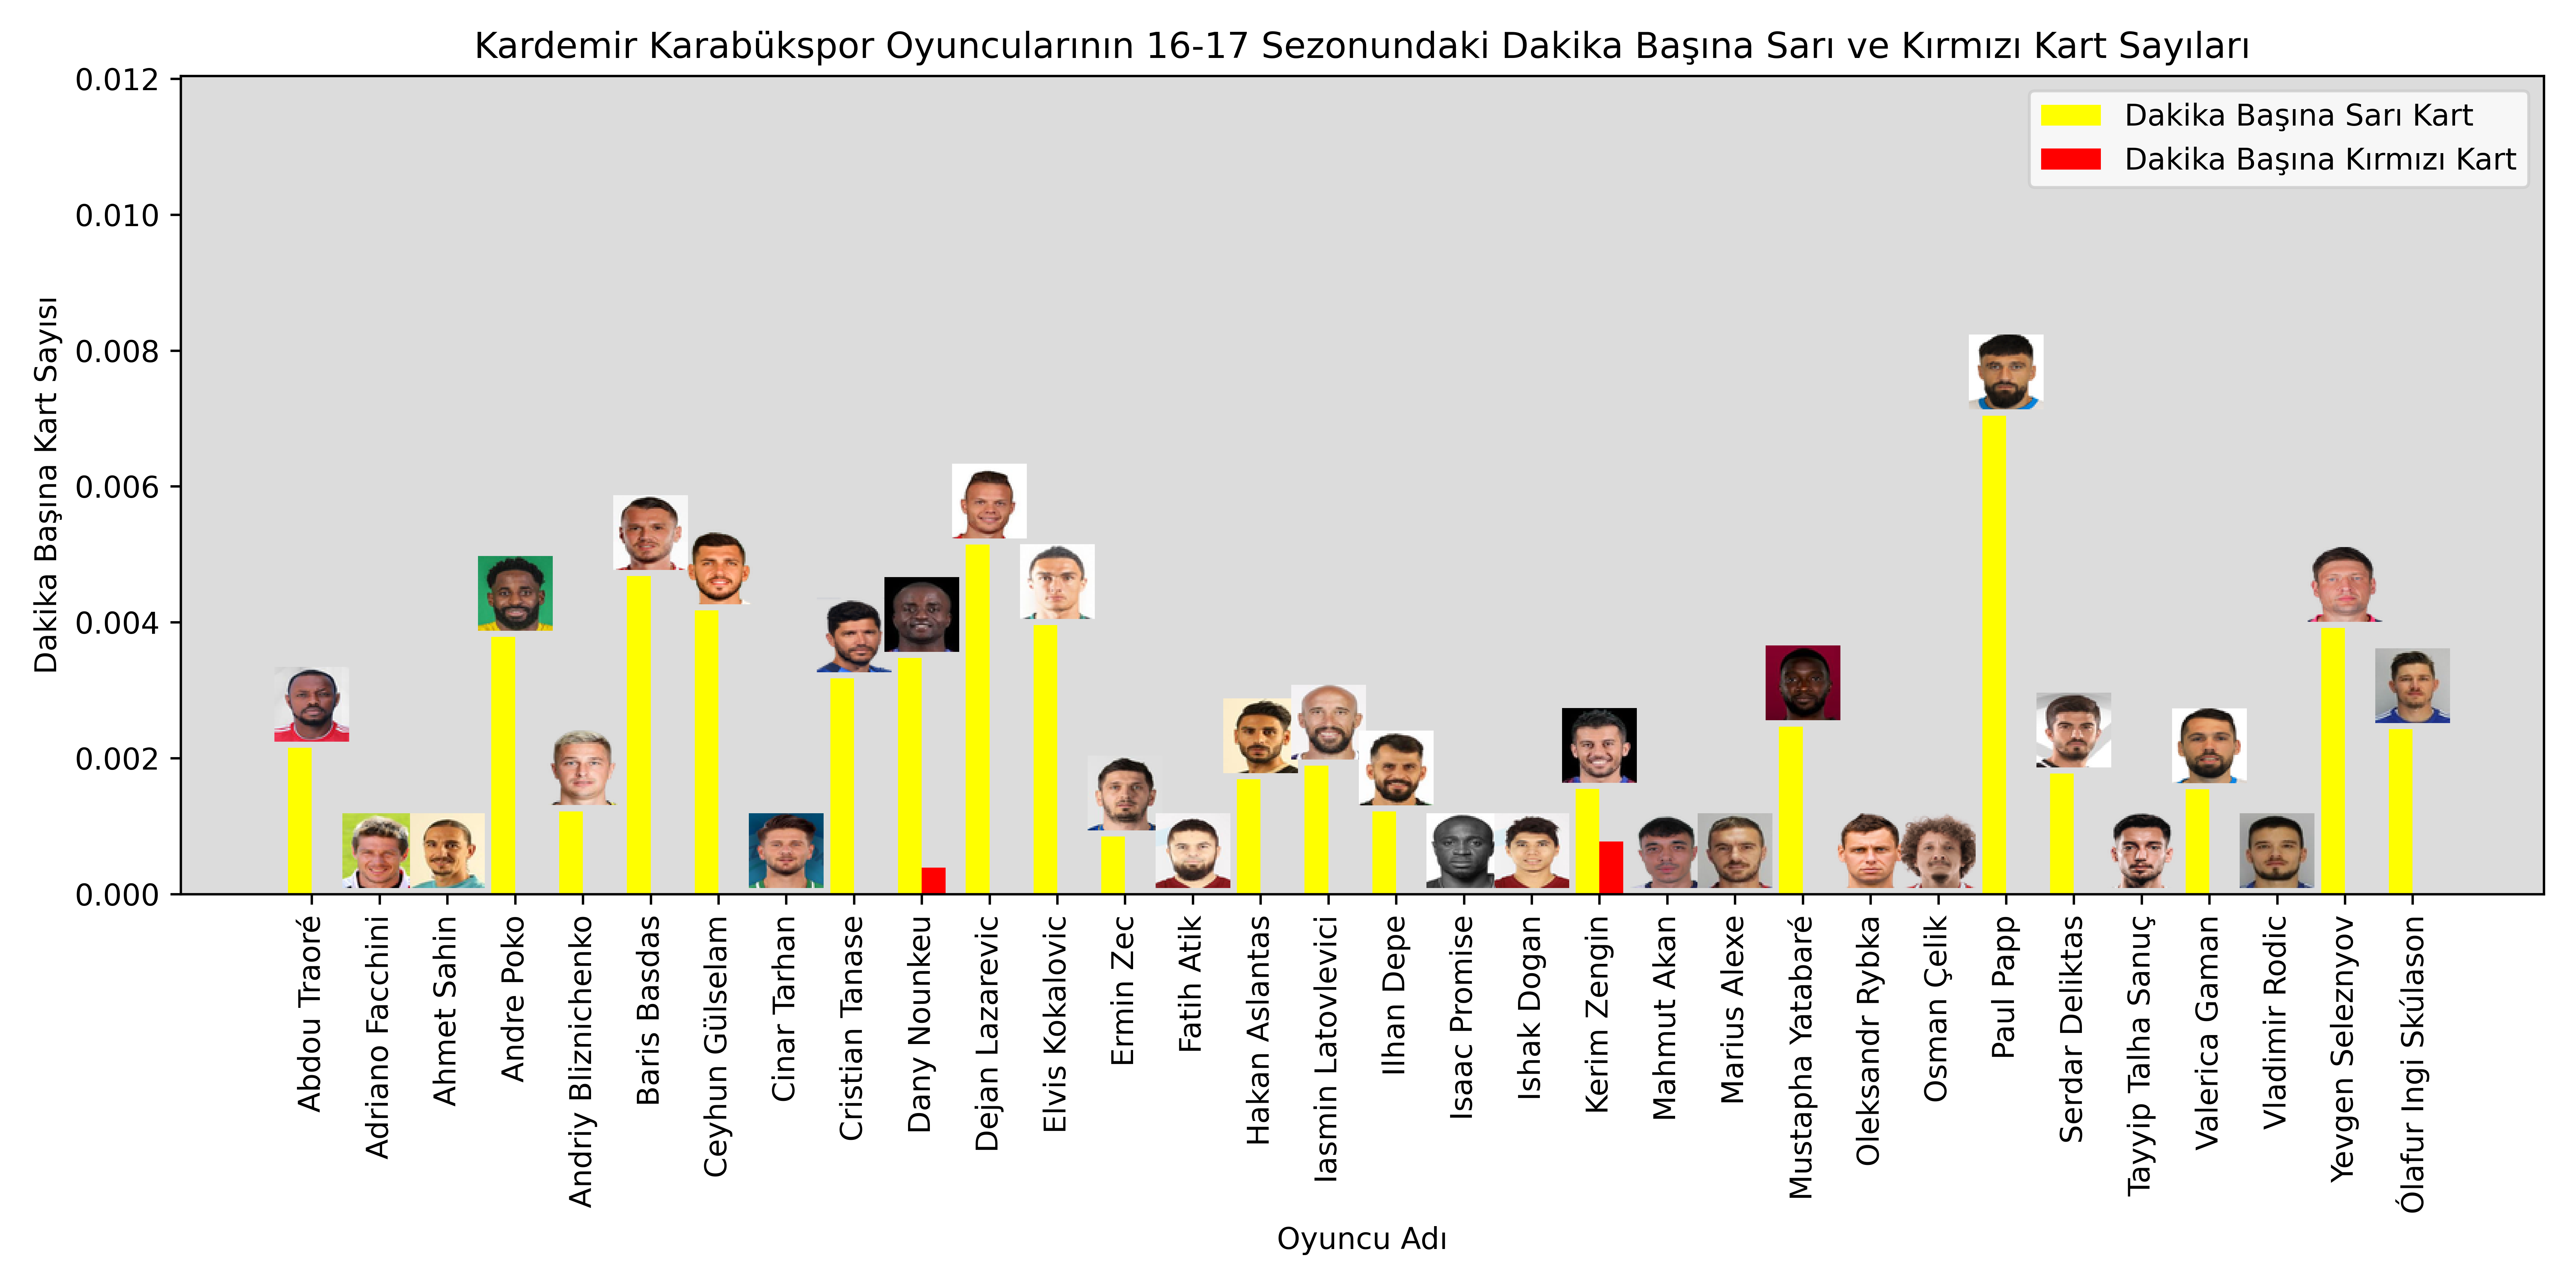 Kardemir Karabükspor Oyuncularının 16-17 Sezonundaki Dakika Başına Sarı ve Kırmızı Kart Sayıları
Dakika Başına Sarı Kart
Dakika Başına Kırmızı Kart
Dakika Başına Kart Sayısı
0.012
0.010
0.008
0.006
0.004
0.002
0.000
Abdou Traoré
Adriano Facchini
Ahmet Sahin
Andre Poko
Andriy Bliznichenko
Baris Basdas
Ceyhun Gülselam
Cinar Tarhan
Cristian Tanase
Dany Nounkeu
Dejan Lazarevic
Elvis Kokalovic
Ermin Zec
Fatih Atik
Hakan Aslantas
Iasmin Latovlevici
Ilhan Depe
Isaac Promise
Ishak Dogan
Kerim Zengin
Mahmut Akan
Marius Alexe
Mustapha Yatabaré
Oleksandr Rybka
Osman Çelik
Paul Papp
Serdar Deliktas
Tayyip Talha Sanuç
Valerica Gaman
Vladimir Rodic
Yevgen Seleznyov
Ólafur Ingi Skúlason
Oyuncu Adı